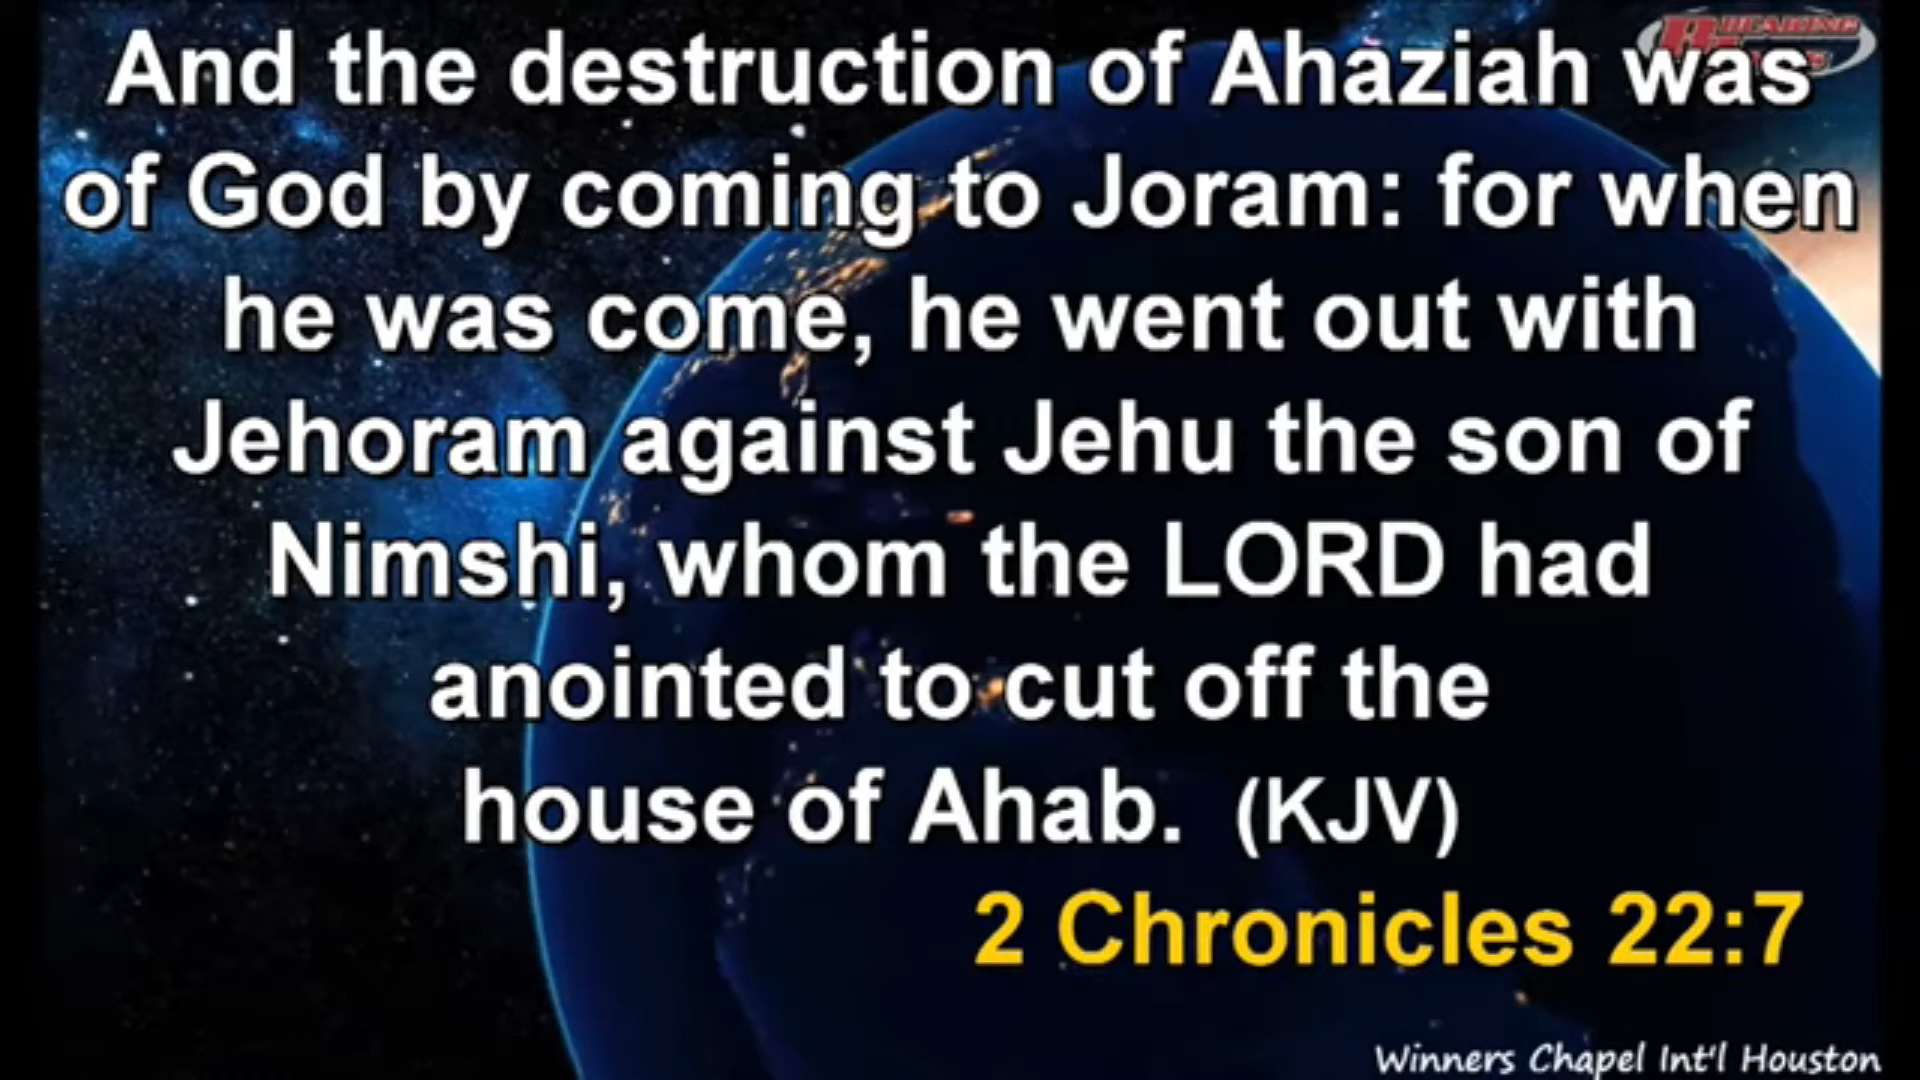 And the destruction of Ahaziah was
of God by coming to Joram: for when
he was come, he went out with
Jehoram against Jehu the son of
Nimshi, whom the LORD had
anointed to cut off the
house of Ahab. (KJV)
2 Chronicles 22:7
Winners Chapel Int'l Houston